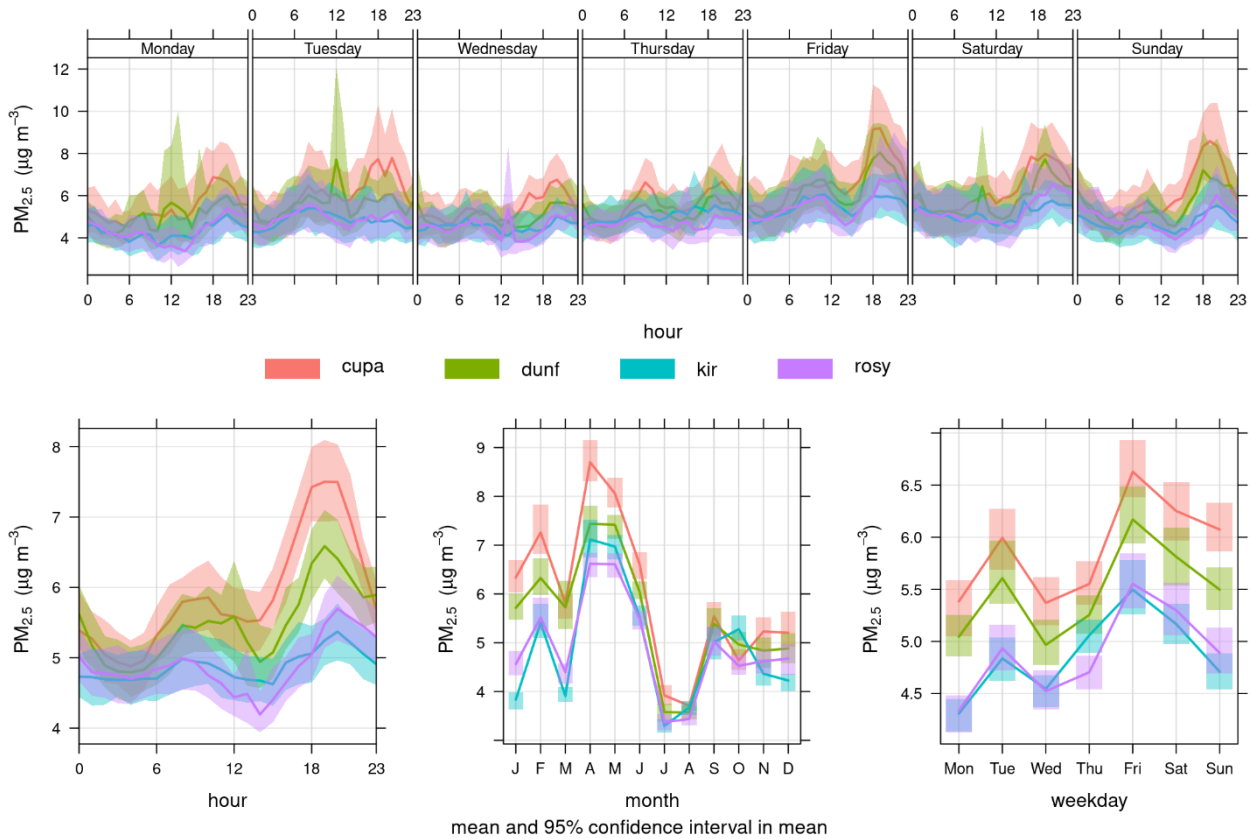 0 6 12 18 23 0 6 12 18 23 0 6 12 18 23
Monday Tuesday Wednesday Thursday Friday Saturday Sunday
12
10
8
6
4
PM2.5 (μg m−3)
0 6 12 18 23 0 6 12 18 23 0 6 12 18 23 0 6 12 18 23
hour
cupa dunf kir rosy
8
7
6
5
4
PM2.5 (μg m−3)
0 6 12 18 23
hour
9
8
7
6
5
4
PM2.5 (μg m−3)
J F M A M J J A S O N D
month
6.5
6.0
5.5
5.0
4.5
PM2.5 (μg m−3)
Mon Tue Wed Thu Fri Sat Sun
weekday
mean and 95% confidence interval in mean